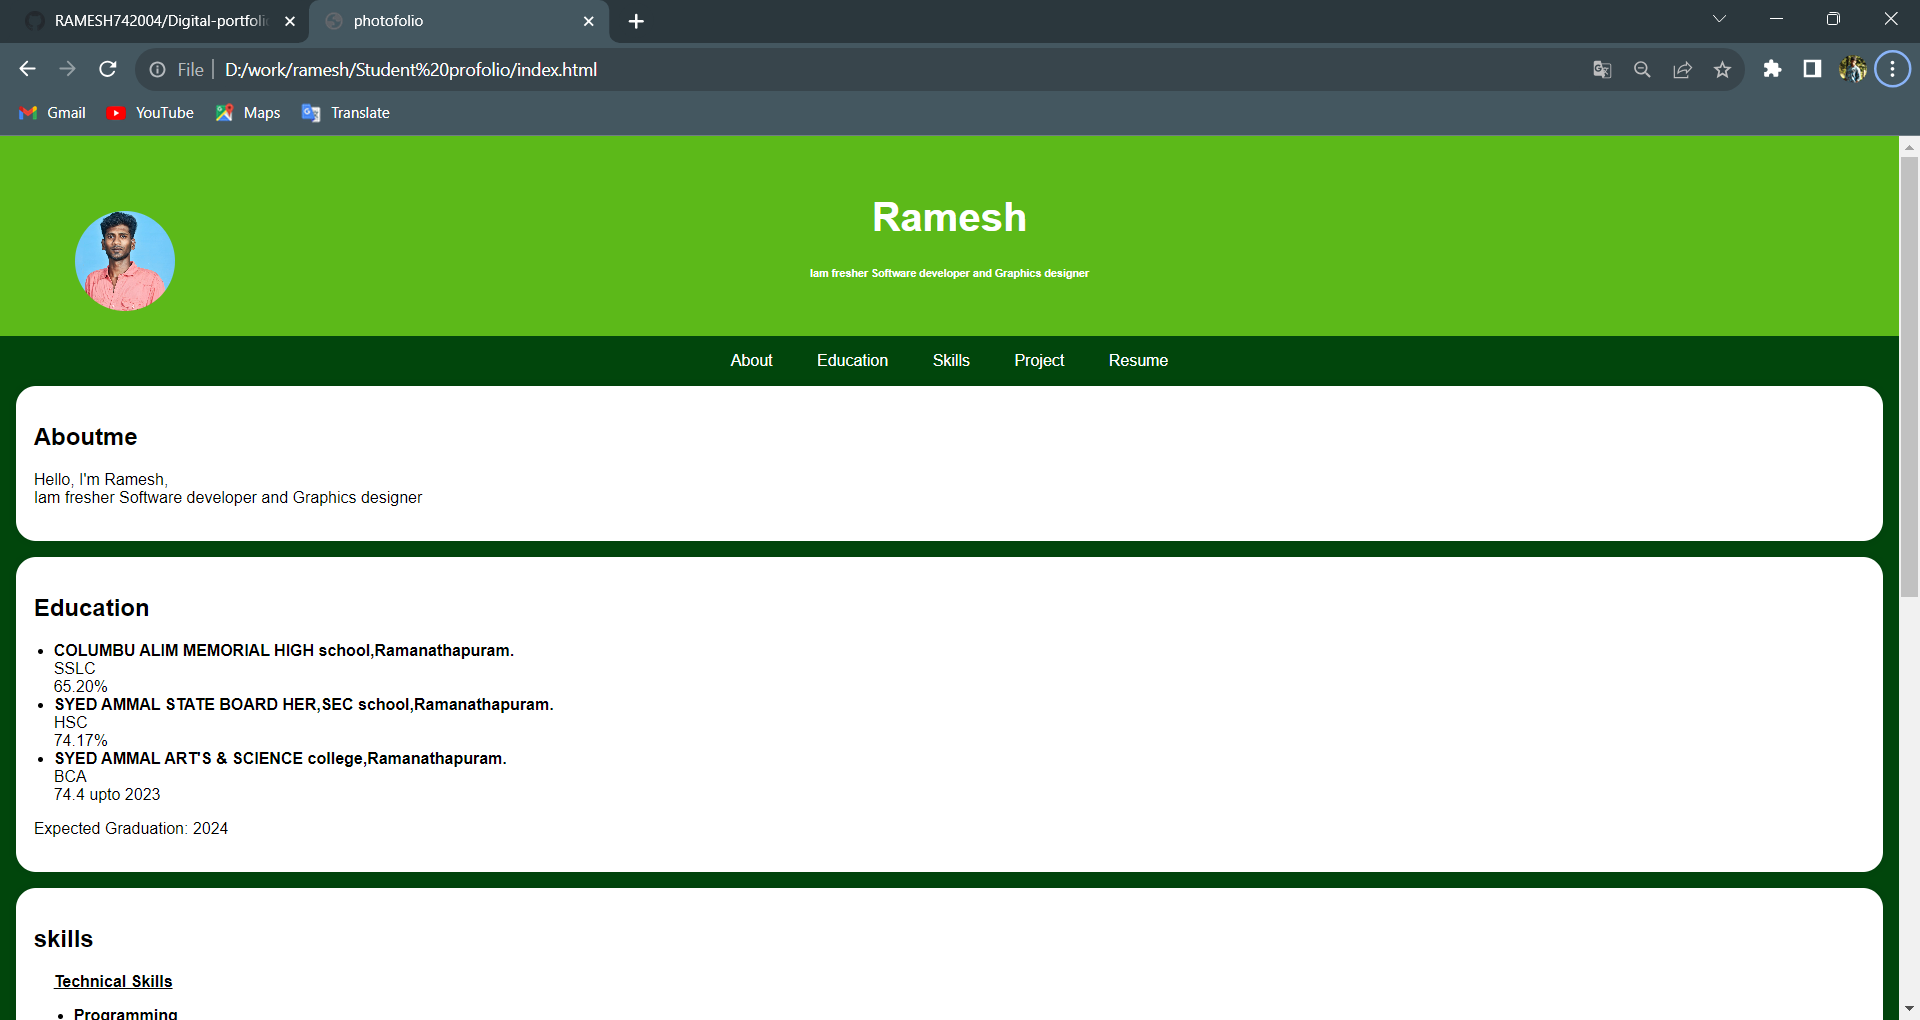 RAMESH742004/Digital-portfolio
photofolio
File
D:/work/ramesh/Student%20profolio/index.html
Gmail
YouTube
Maps
Translate
Ramesh
Iam fresher Software developer and Graphics designer
About
Education
Skills
Project
Resume
Aboutme
Hello, I'm Ramesh,
Iam fresher Software developer and Graphics designer
Education
COLUMBU ALIM MEMORIAL HIGH school,Ramanathapuram.
SSLC
65.20%
SYED AMMAL STATE BOARD HER,SEC school,Ramanathapuram.
HSC
74.17%
SYED AMMAL ART'S & SCIENCE college,Ramanathapuram.
BCA
74.4 upto 2023
Expected Graduation: 2024
skills
Technical Skills
Programming